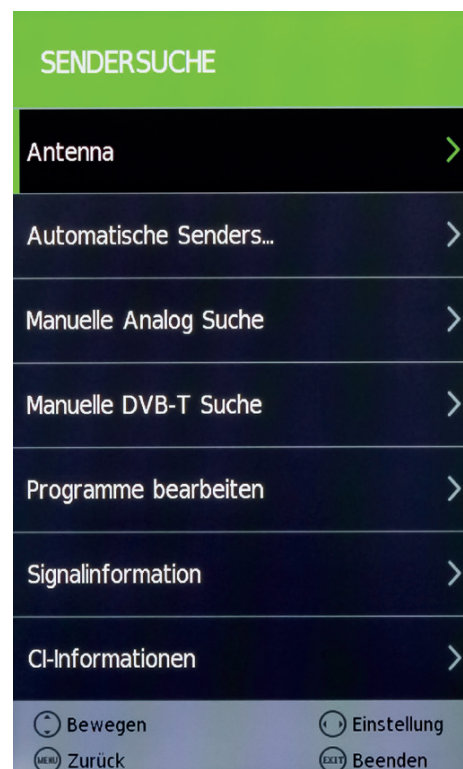 SENDERSUCHE
Antenna
Automatische Senders...
Manuelle Analog Suche
Manuelle DVB-T Suche
Programme bearbeiten
Signalinformation
CI-Informationen
Bewegen
Einstellung
MENU Zurück
EXIT Beenden